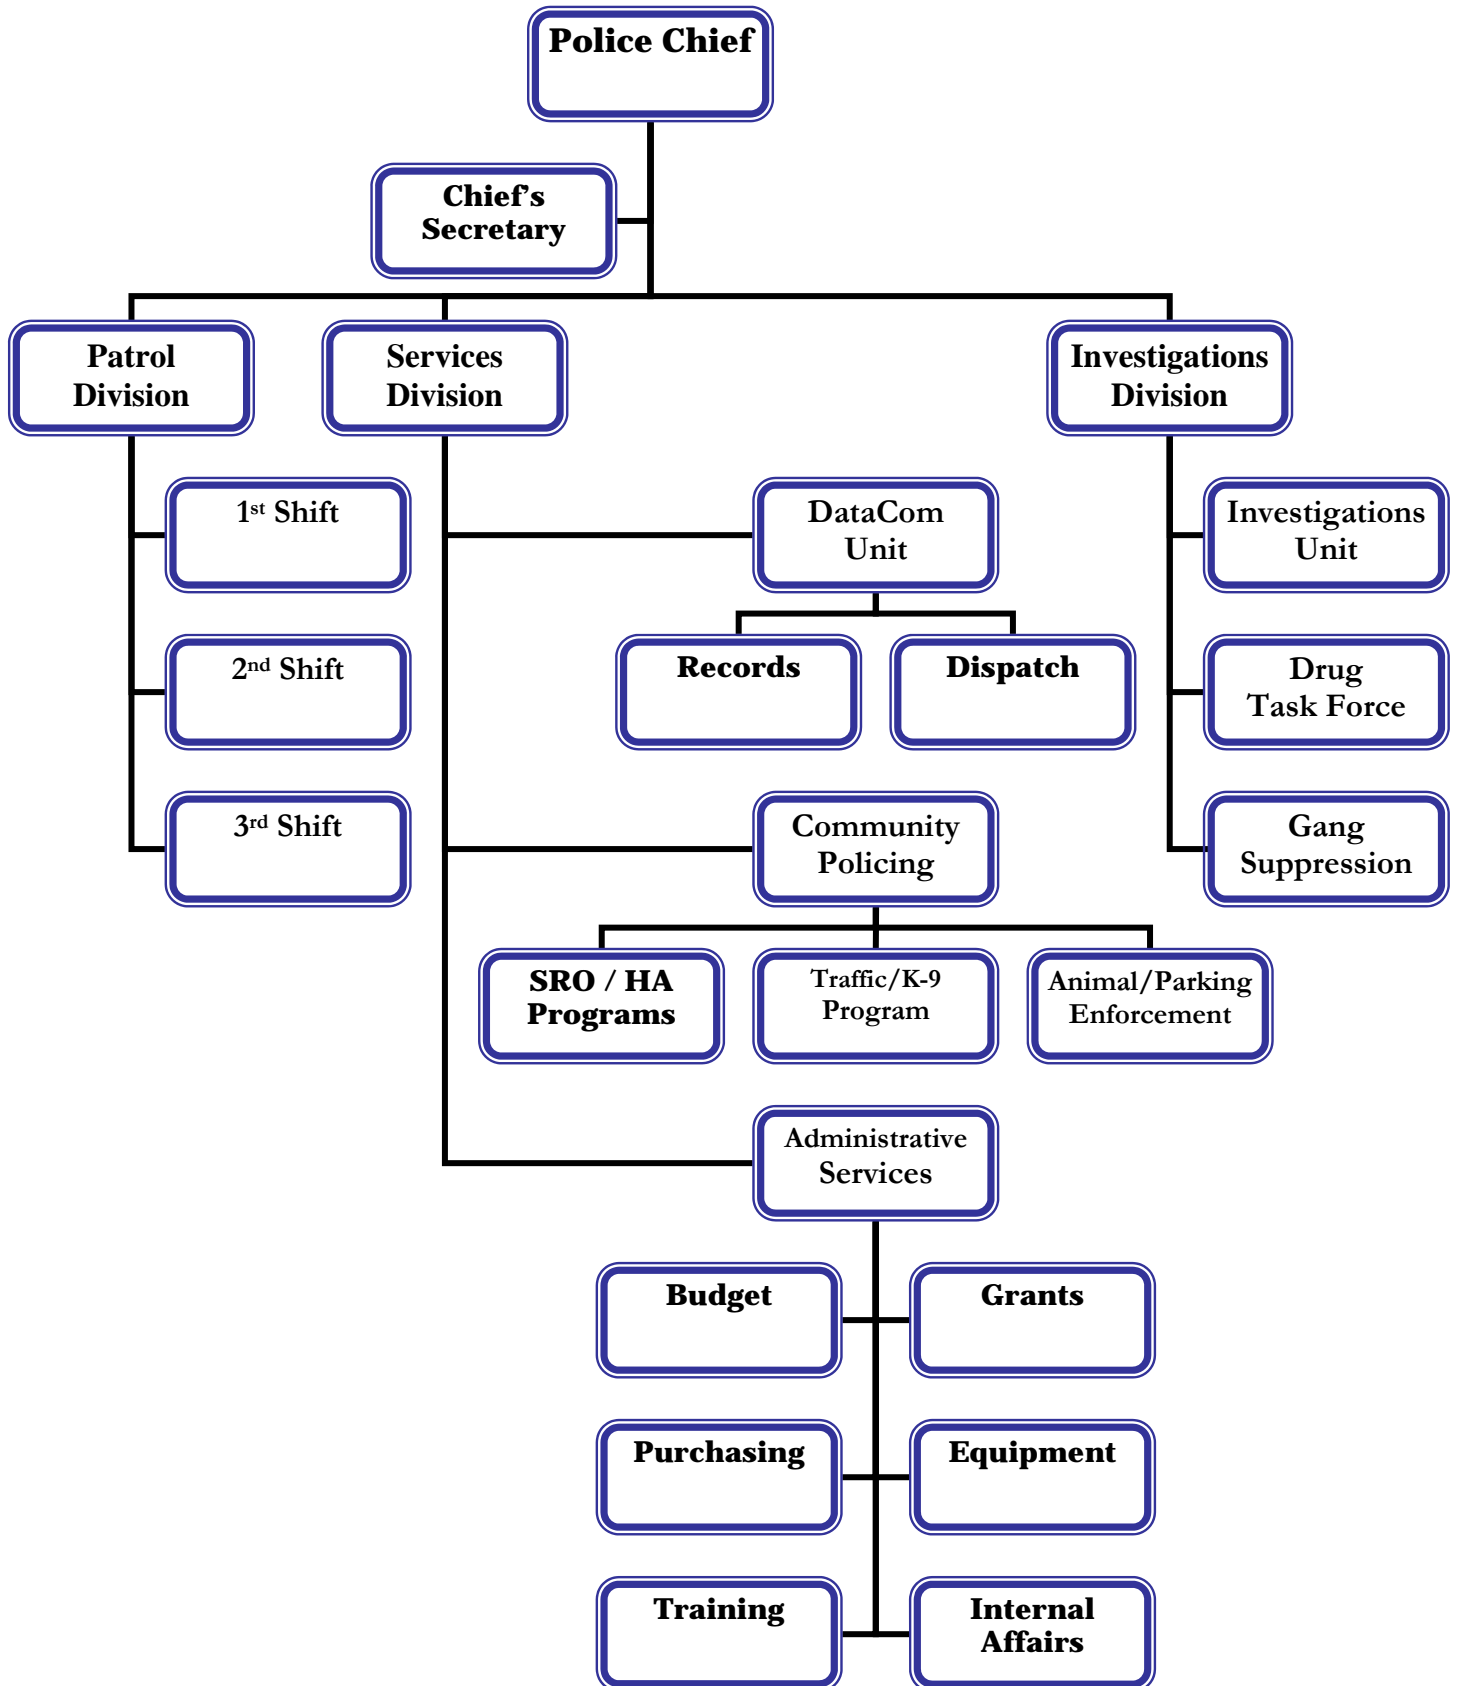 Police Chief
Chief's
Secretary
Patrol
Division
Services
Division
Investigations
Division
1st Shift
DataCom
Unit
Investigations
Unit
2nd Shift
Records
Dispatch
Drug
Task Force
3rd Shift
Community
Policing
Gang
Suppression
SRO / HA
Programs
Traffic/K-9
Program
Animal/Parking
Enforcement
Administrative
Services
Budget
Grants
Purchasing
Equipment
Training
Internal
Affairs